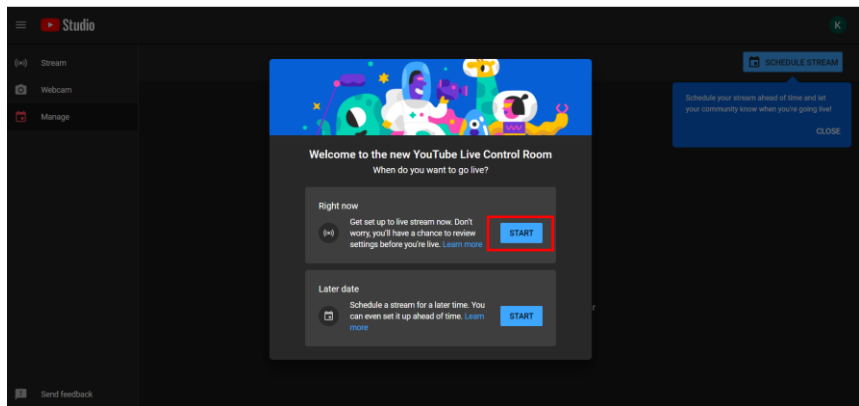 Studio
K
Stream
SCHEDULE STREAM
Webcam
Manage
Schedule your stream ahead of time and let
your community know when you're going live!
CLOSE
Welcome to the new YouTube Live Control Room
When do you want to go live?
Right now
Get set up to live stream now. Don't
worry, you'll have a chance to review
settings before you're live. Learn more
START
Later date
Schedule a stream for a later time. You
can even set it up ahead of time. Learn
more
START
r
Send feedback